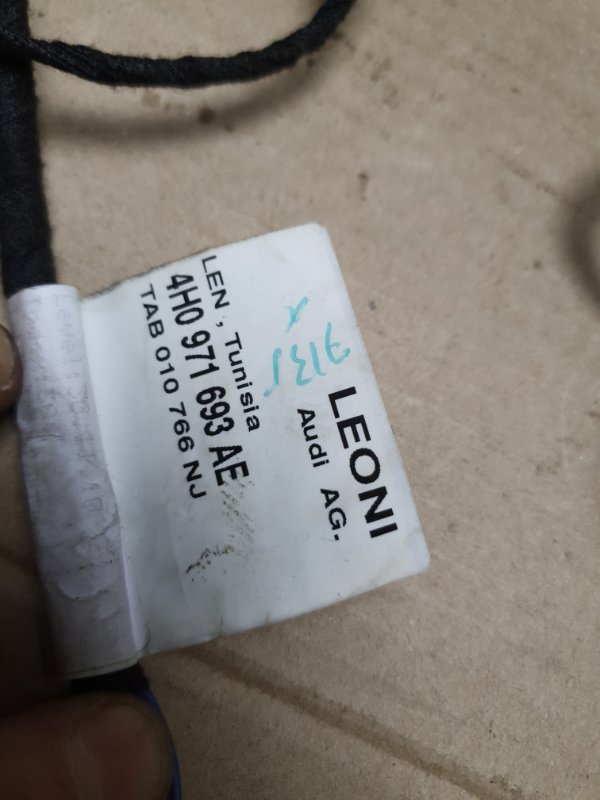 LEONI
Audi AG.
LEN , Tunisia
4H0 971 693 AE
TAB 010 766 NJ